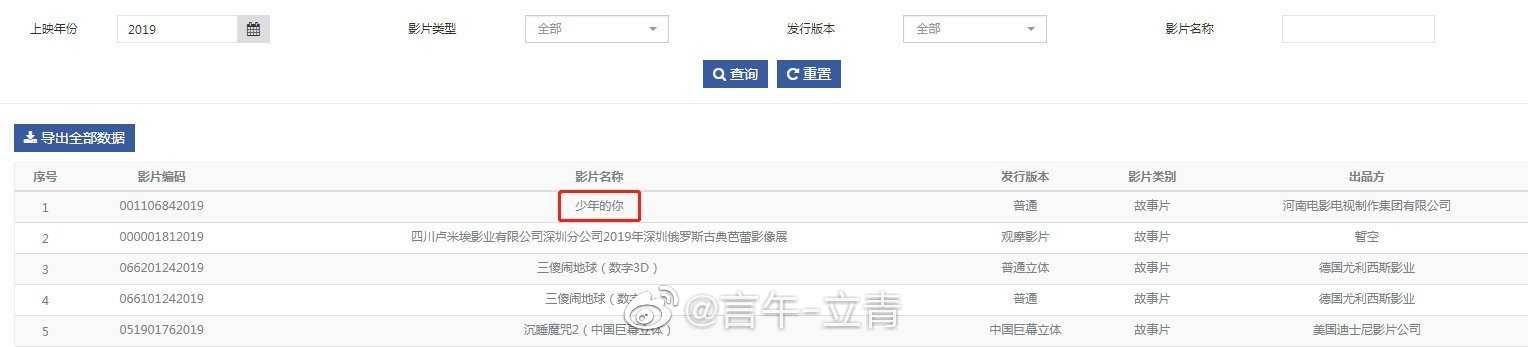 上映年份 2019 影片类型 全部 发行版本 全部 影片名称
查询 重置
导出全部数据
序号 影片编码 影片名称 发行版本 影片类别 出品方
1 001106842019 少年的你 普通 故事片 河南电影电视制作集团有限公司
2 000001812019 四川卢米埃影业有限公司深圳分公司2019年深圳俄罗斯古典芭蕾影像展 观摩影片 故事片 暂空
3 066201242019 三傻闹地球（数字3D） 普通立体 故事片 德国尤利西斯影业
4 066101242019 三傻闹地球（数 普通 故事片 德国尤利西斯影业
5 051901762019 沉睡魔咒2（中国巨幕立体） 中国巨幕立体 故事片 美国迪士尼影片公司
@言午-立青